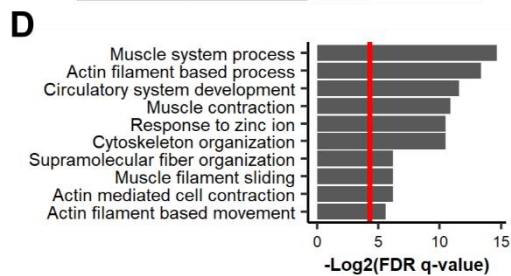 D
Muscle system process
Actin filament based process
Circulatory system development
Muscle contraction
Response to zinc ion
Cytoskeleton organization
Supramolecular fiber organization
Muscle filament sliding
Actin mediated cell contraction
Actin filament based movement
0 5 10 15
-Log2(FDR q-value)